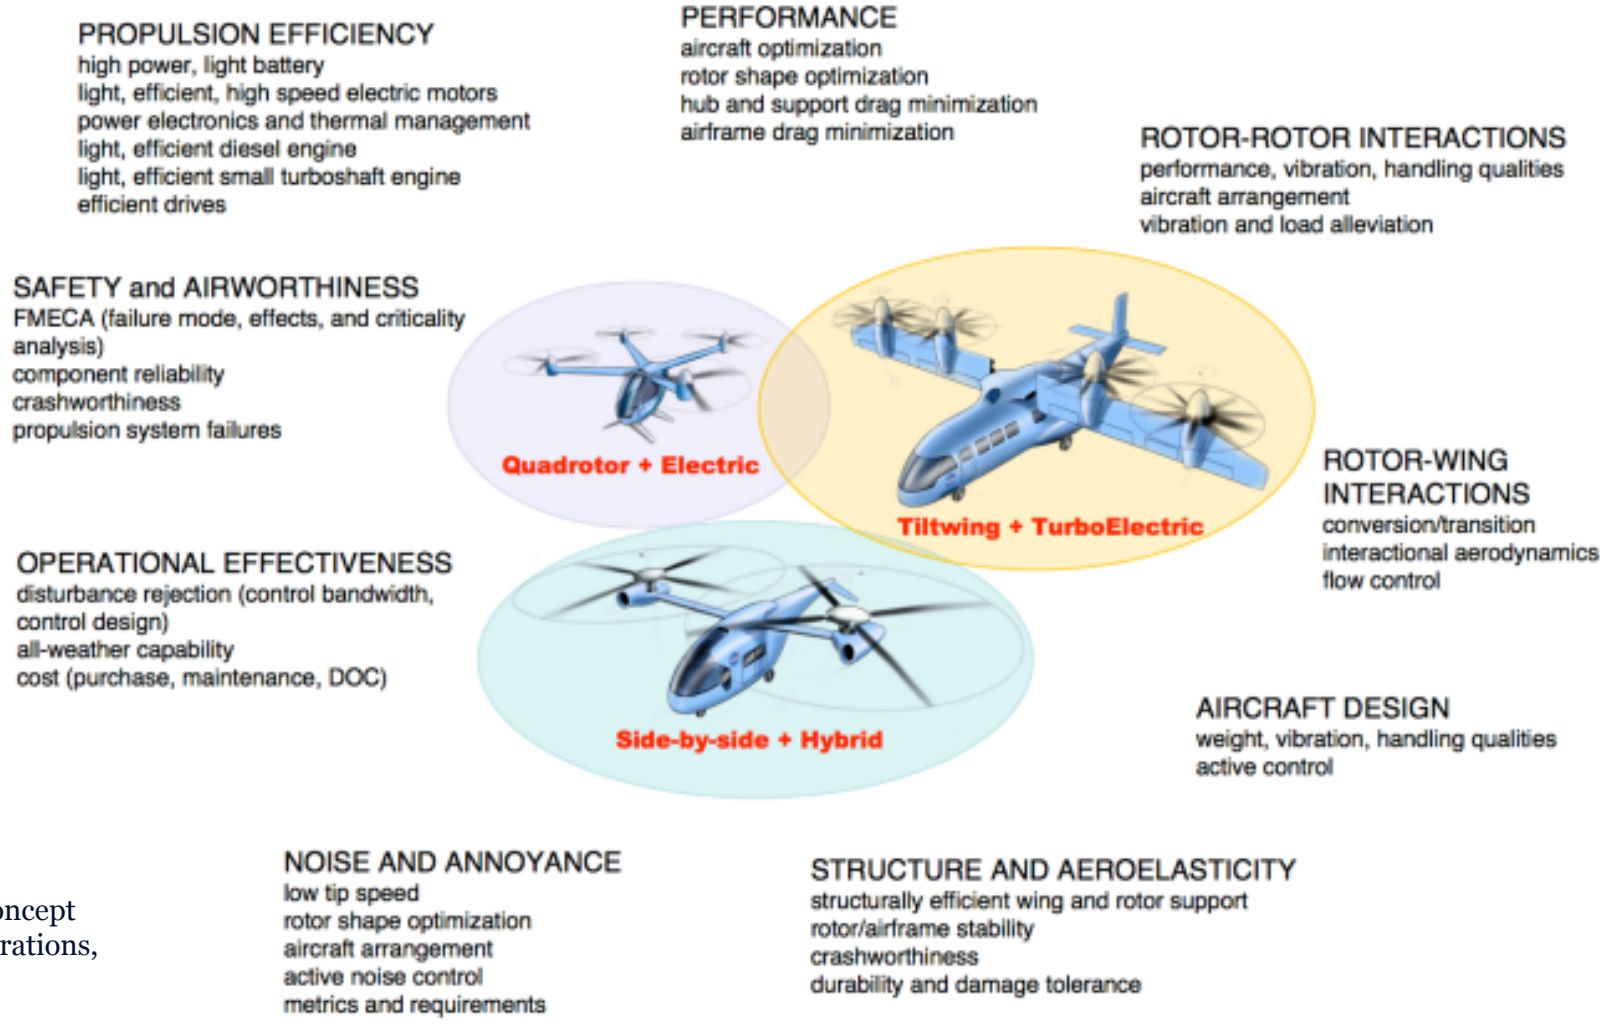 PROPULSION EFFICIENCY
high power, light battery
light, efficient, high speed electric motors
power electronics and thermal management
light, efficient diesel engine
light, efficient small turboshaft engine
efficient drives
PERFORMANCE
aircraft optimization
rotor shape optimization
hub and support drag minimization
airframe drag minimization
ROTOR-ROTOR INTERACTIONS
performance, vibration, handling qualities
aircraft arrangement
vibration and load alleviation
SAFETY and AIRWORTHINESS
FMECA (failure mode, effects, and criticality
analysis)
component reliability
crashworthiness
propulsion system failures
Quadrotor + Electric
Tiltwing + TurboElectric
ROTOR-WING
INTERACTIONS
conversion/transition
interactional aerodynamics
flow control
OPERATIONAL EFFECTIVENESS
disturbance rejection (control bandwidth,
control design)
all-weather capability
cost (purchase, maintenance, DOC)
Side-by-side + Hybrid
AIRCRAFT DESIGN
weight, vibration, handling qualities
active control
NOISE AND ANNOYANCE
low tip speed
rotor shape optimization
aircraft arrangement
active noise control
metrics and requirements
STRUCTURE AND AEROELASTICITY
structurally efficient wing and rotor support
rotor/airframe stability
crashworthiness
durability and damage tolerance
oncept
rations,